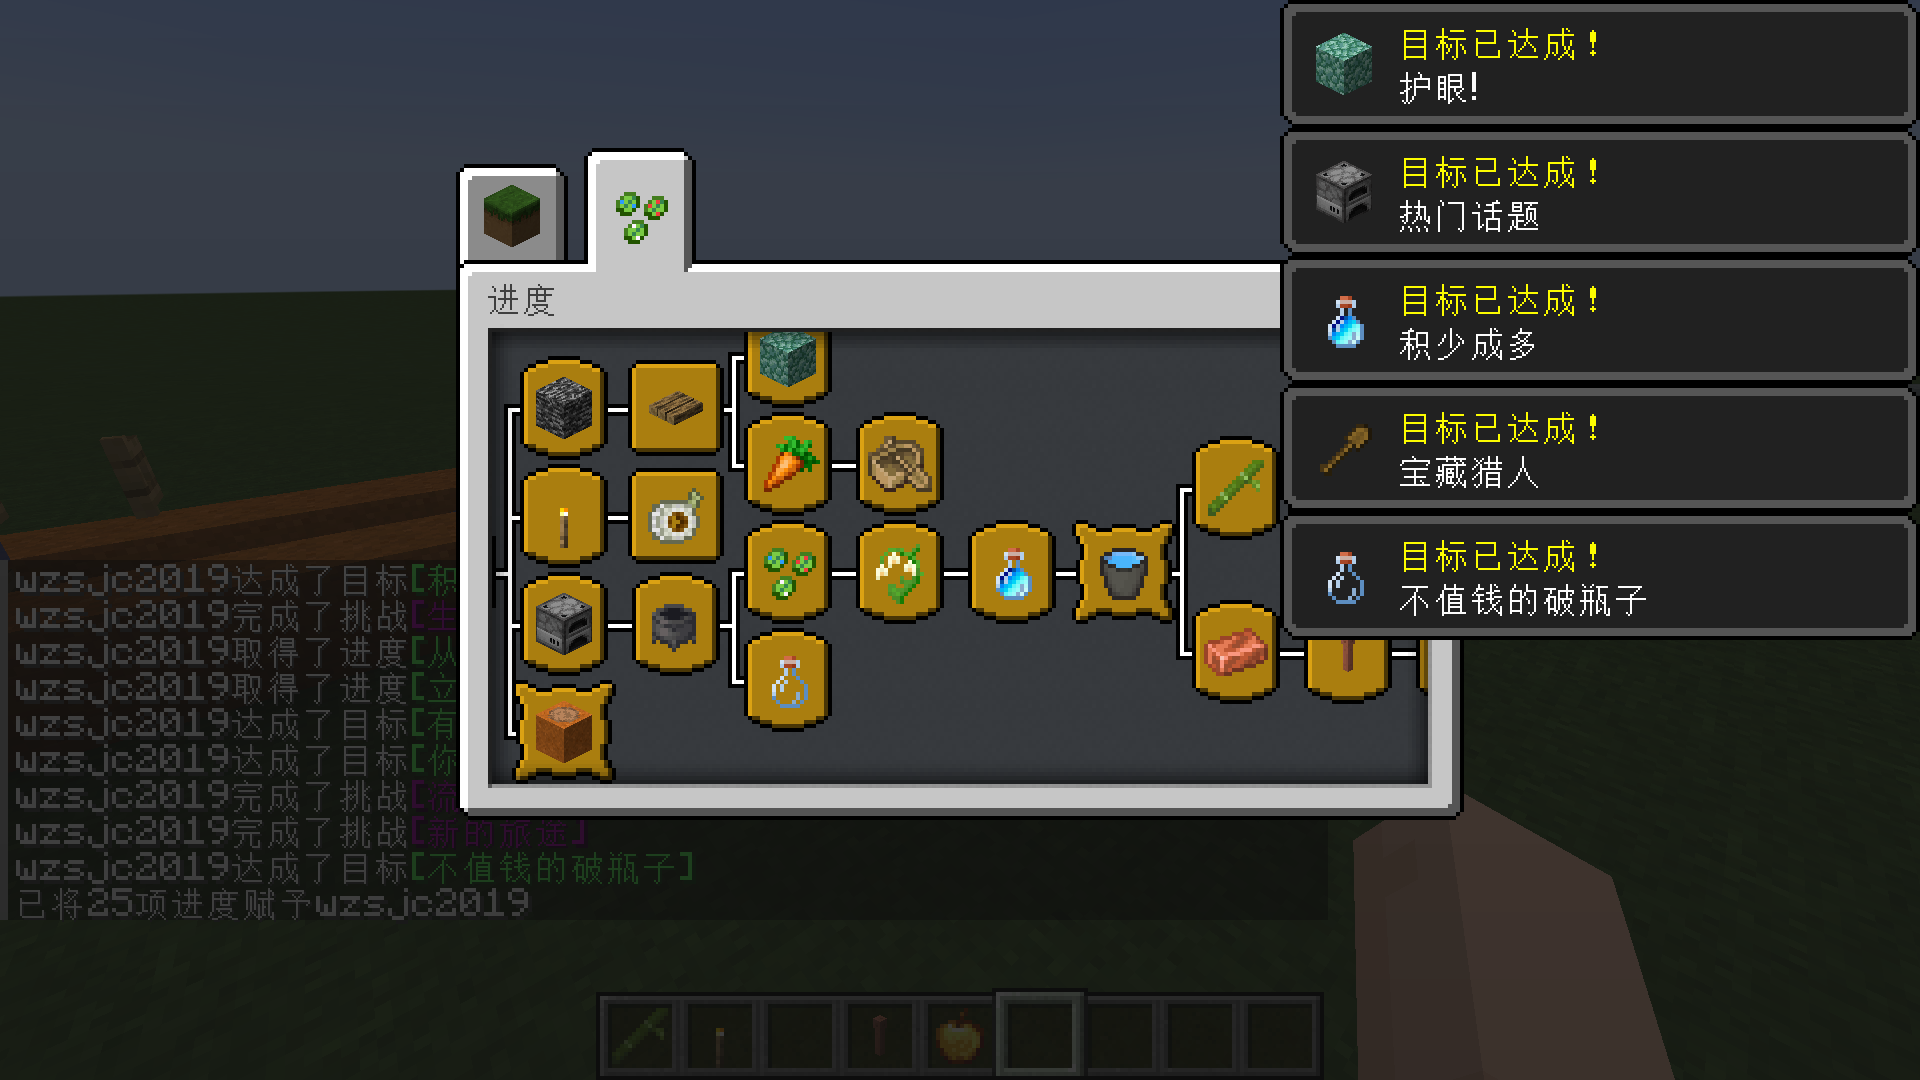 目标已达成！
护眼!
目标已达成！
热门话题
目标已达成！
积少成多
目标已达成！
宝藏猎人
目标已达成！
不值钱的破瓶子
进度
wzsjc2019达成了目标[积
wzsjc2019完成了挑战[生
wzsjc2019取得了进度[从
wzsjc2019取得了进度[立
wzsjc2019达成了目标[有
wzsjc2019达成了目标[你
wzsjc2019完成了挑战[流
wzsjc2019完成了挑战[新的旅途]
wzsjc2019达成了目标[不值钱的破瓶子]
已将25项进度赋予wzsjc2019